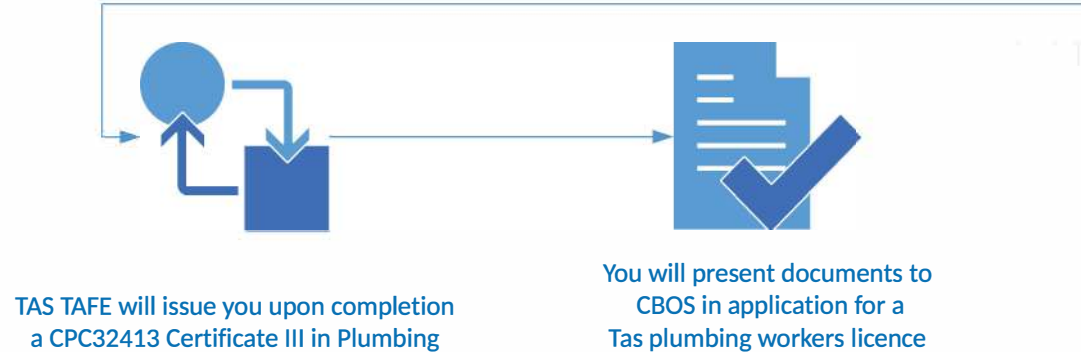 TAS TAFE will issue you upon completion
a CPC32413 Certificate III in Plumbing
You will present documents to
CBOS in application for a
Tas plumbing workers licence